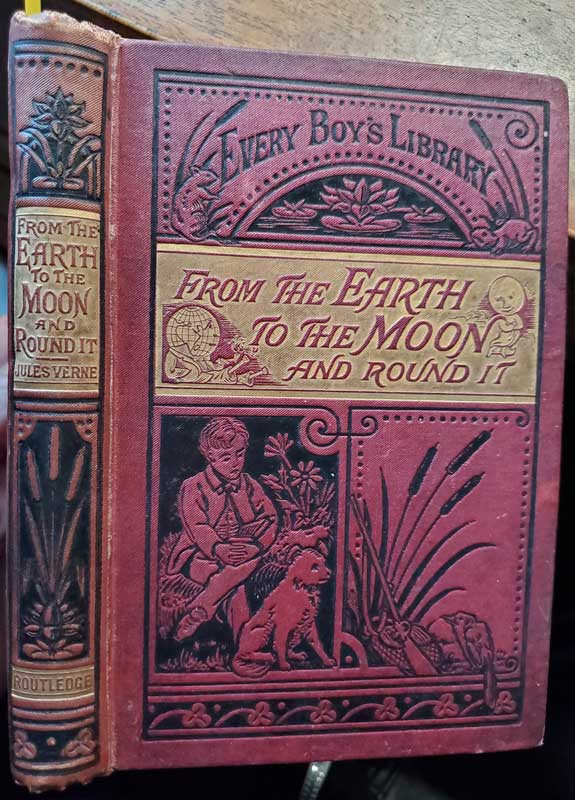 FROM THE
EARTH
TO THE
MOON
AND
ROUND IT
JULES VERNE
ROUTLEDGE
EVERY BOY'S LIBRARY
FROM THE EARTH
TO THE MOON
AND ROUND IT